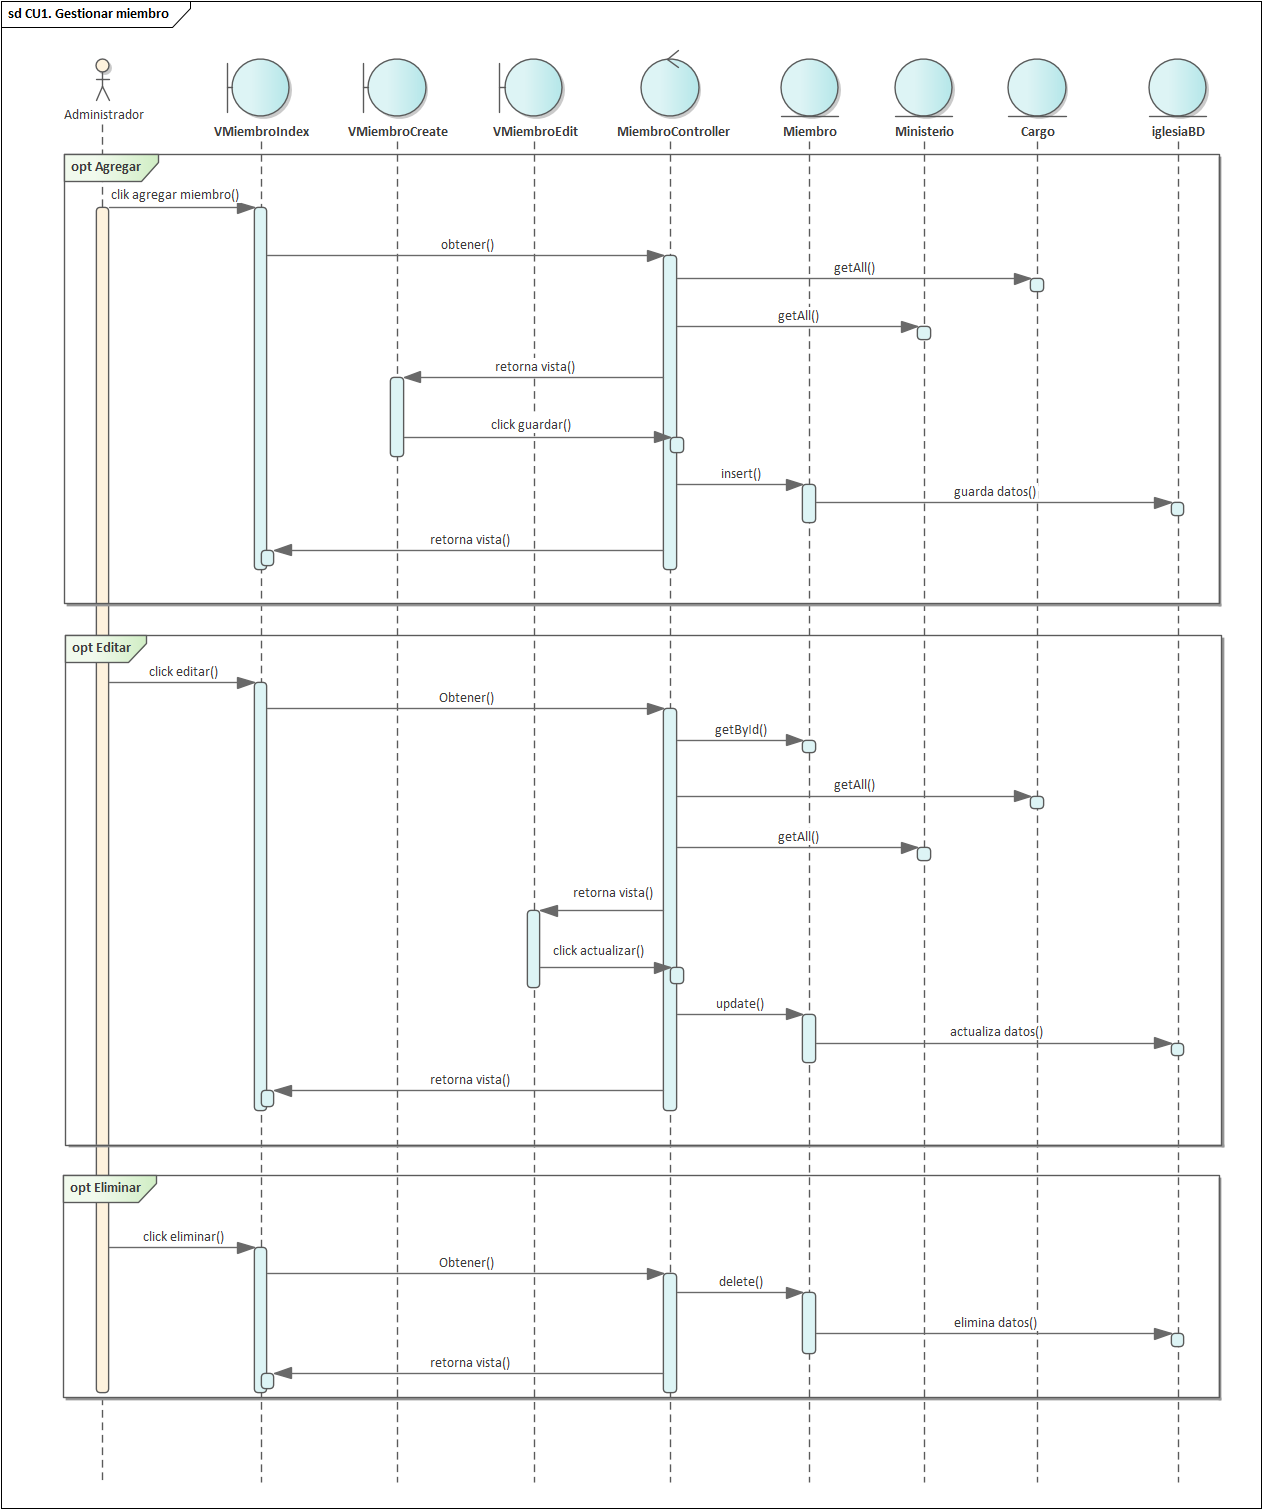 sd CU1. Gestionar miembro
Administrador
VMiembroIndex
VMiembroCreate
VMiembroEdit
MiembroController
Miembro
Ministerio
Cargo
iglesiaBD
opt Agregar
clik agregar miembro()
obtener()
getAll()
getAll()
retorna vista()
click guardar()
insert()
guarda datos()
retorna vista()
opt Editar
click editar()
Obtener()
getById()
getAll()
getAll()
retorna vista()
click actualizar()
update()
actualiza datos()
retorna vista()
opt Eliminar
click eliminar()
Obtener()
delete()
elimina datos()
retorna vista()